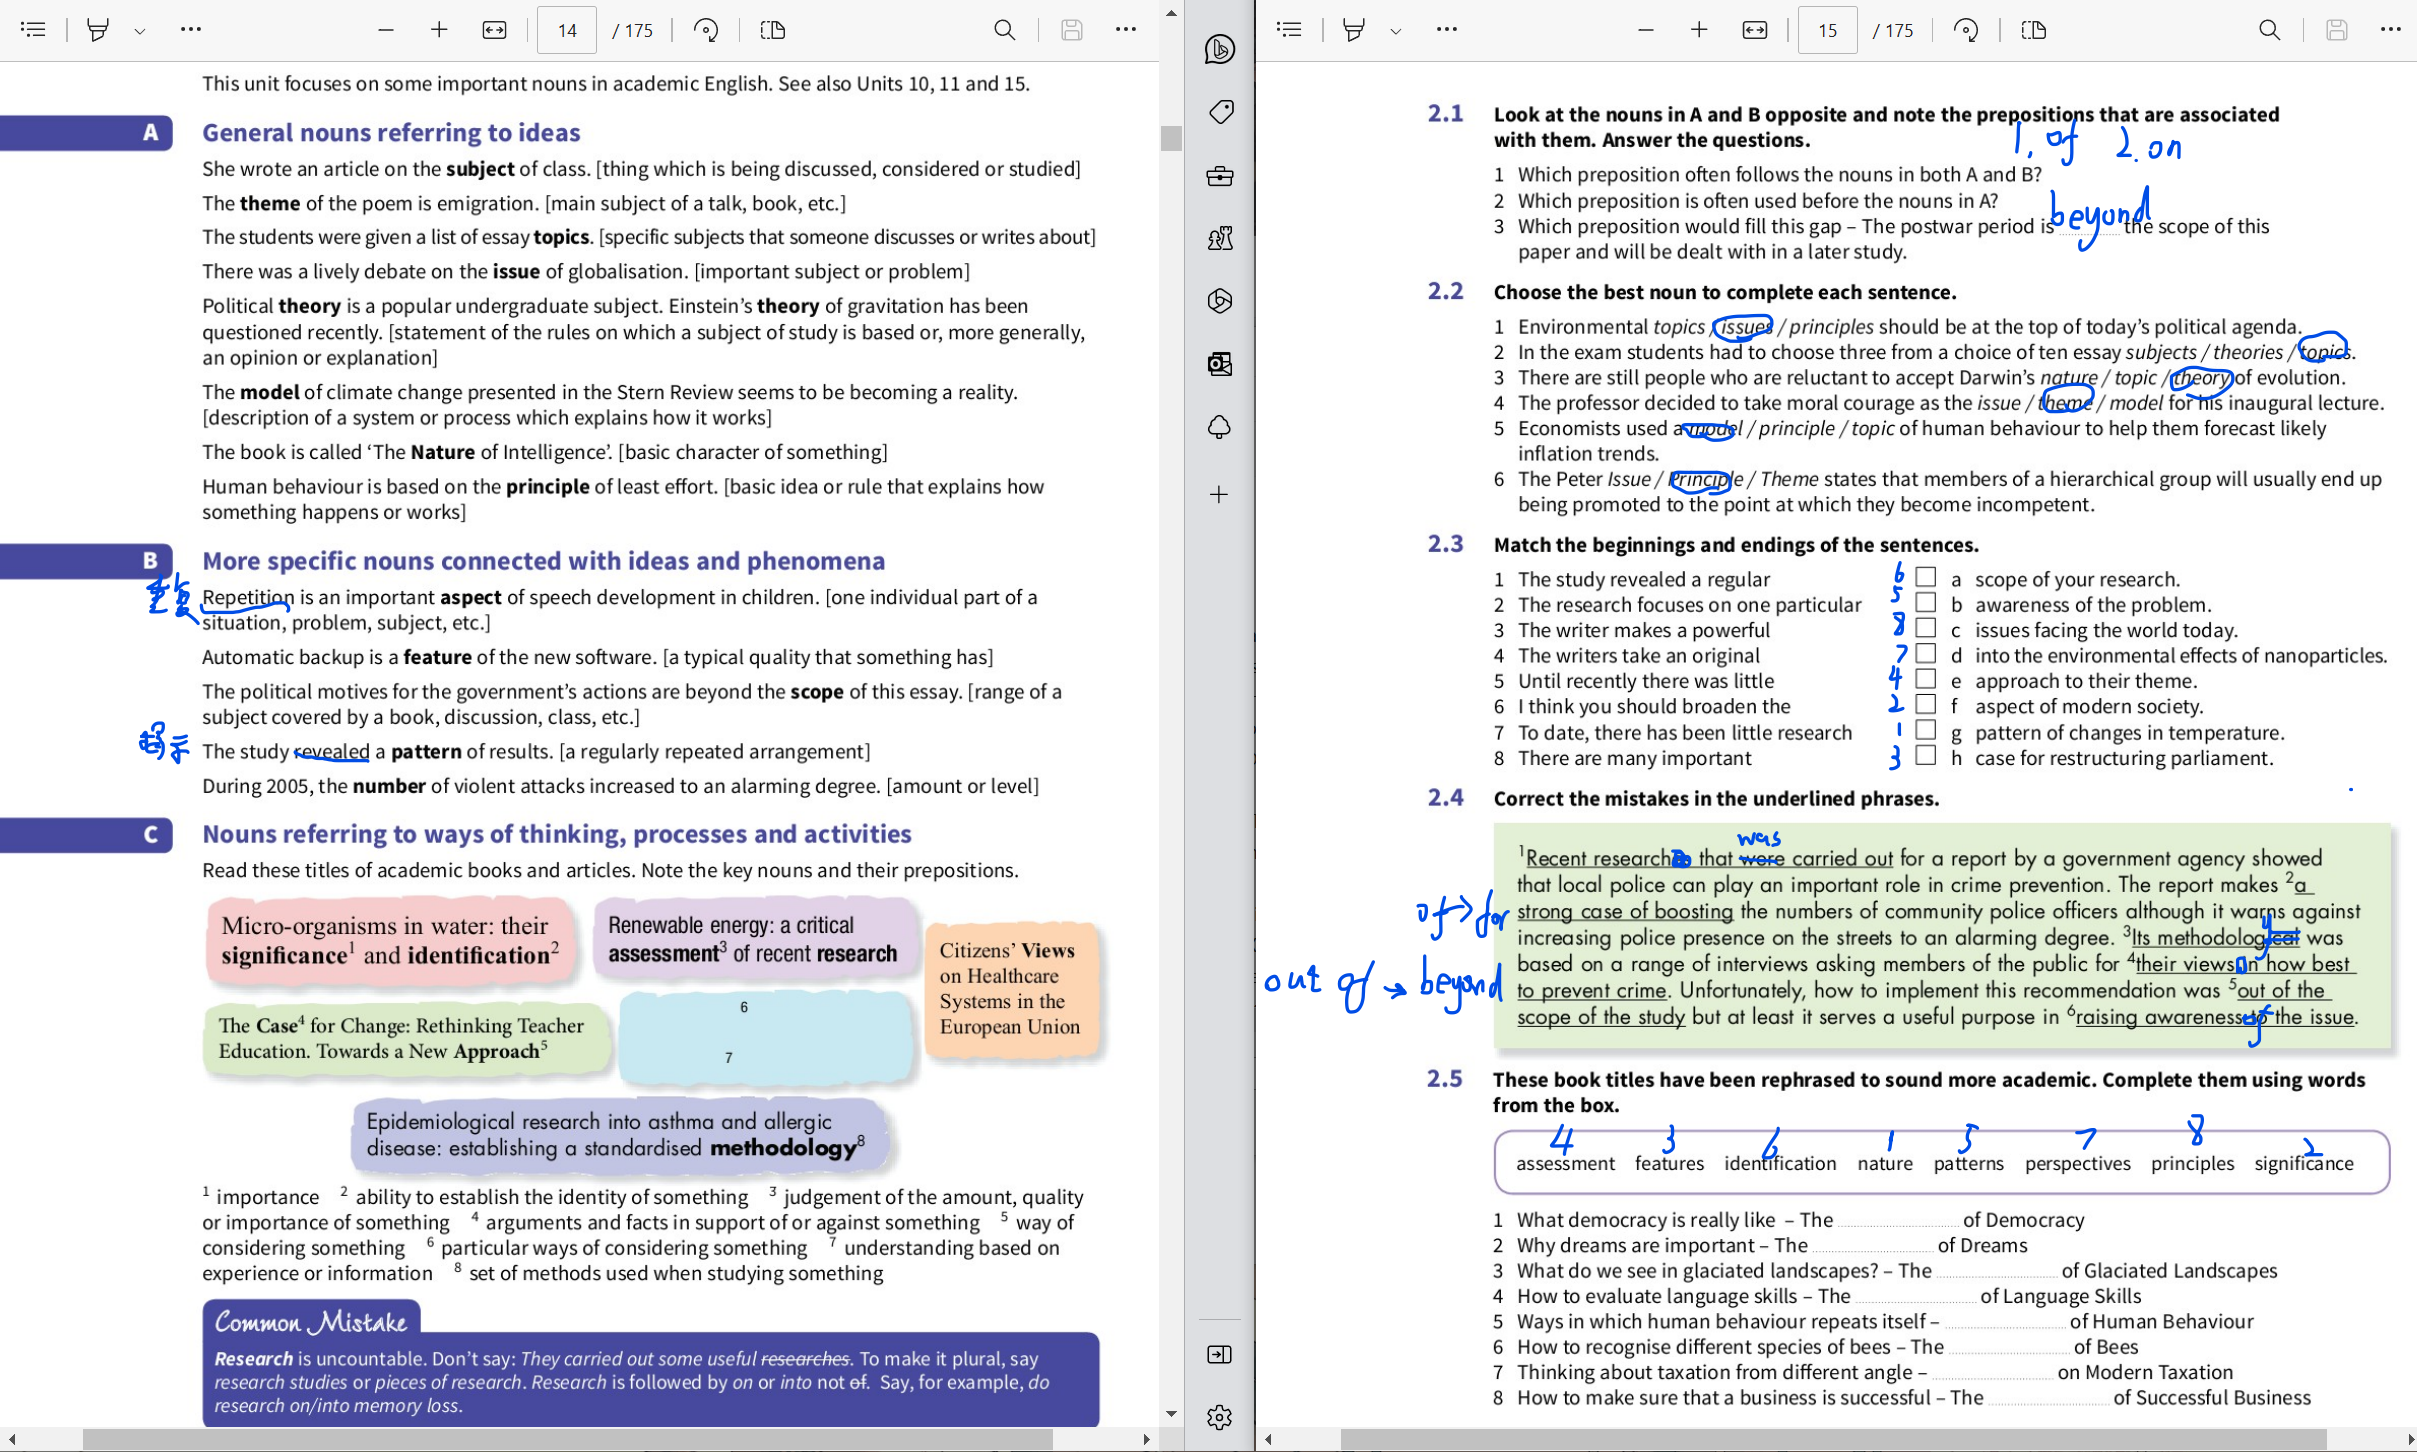 14 / 175
This unit focuses on some important nouns in academic English. See also Units 10, 11 and 15.
A General nouns referring to ideas
She wrote an article on the subject of class. [thing which is being discussed, considered or studied]
The theme of the poem is emigration. [main subject of a talk, book, etc.]
The students were given a list of essay topics. [specific subjects that someone discusses or writes about]
There was a lively debate on the issue of globalisation. [important subject or problem]
Political theory is a popular undergraduate subject. Einstein's theory of gravitation has been
questioned recently. [statement of the rules on which a subject of study is based or, more generally,
an opinion or explanation]
The model of climate change presented in the Stern Review seems to be becoming a reality.
[description of a system or process which explains how it works]
The book is called 'The Nature of Intelligence'. [basic character of something]
Human behaviour is based on the principle of least effort. [basic idea or rule that explains how
something happens or works]
B More specific nouns connected with ideas and phenomena
重复
Repetition is an important aspect of speech development in children. [one individual part of a
situation, problem, subject, etc.]
Automatic backup is a feature of the new software. [a typical quality that something has]
The political motives for the government's actions are beyond the scope of this essay. [range of a
subject covered by a book, discussion, class, etc.]
揭示
The study revealed a pattern of results. [a regularly repeated arrangement]
During 2005, the number of violent attacks increased to an alarming degree. [amount or level]
C Nouns referring to ways of thinking, processes and activities
Read these titles of academic books and articles. Note the key nouns and their prepositions.
Micro-organisms in water: their
significance1 and identification2
Renewable energy: a critical
assessment3 of recent research
Citizens' Views
on Healthcare
Systems in the
European Union
The Case4 for Change: Rethinking Teacher
Education. Towards a New Approach5
6
7
Epidemiological research into asthma and allergic
disease: establishing a standardised methodology8
1 importance 2 ability to establish the identity of something 3 judgement of the amount, quality
or importance of something 4 arguments and facts in support of or against something 5 way of
considering something 6 particular ways of considering something 7 understanding based on
experience or information 8 set of methods used when studying something
Common Mistake
Research is uncountable. Don't say: They carried out some useful researches. To make it plural, say
research studies or pieces of research. Research is followed by on or into not of. Say, for example, do
research on/into memory loss.
15 / 175
2.1 Look at the nouns in A and B opposite and note the prepositions that are associated
with them. Answer the questions.
1. of 2. on
1 Which preposition often follows the nouns in both A and B?
2 Which preposition is often used before the nouns in A?
beyond
3 Which preposition would fill this gap – The postwar period is ............ the scope of this
paper and will be dealt with in a later study.
2.2 Choose the best noun to complete each sentence.
1 Environmental topics / issues / principles should be at the top of today's political agenda.
2 In the exam students had to choose three from a choice of ten essay subjects / theories / topics.
3 There are still people who are reluctant to accept Darwin's nature / topic / theory of evolution.
4 The professor decided to take moral courage as the issue / theme / model for his inaugural lecture.
5 Economists used a model / principle / topic of human behaviour to help them forecast likely
inflation trends.
6 The Peter Issue / Principle / Theme states that members of a hierarchical group will usually end up
being promoted to the point at which they become incompetent.
2.3 Match the beginnings and endings of the sentences.
1 The study revealed a regular 6 a scope of your research.
2 The research focuses on one particular 5 b awareness of the problem.
3 The writer makes a powerful 8 c issues facing the world today.
4 The writers take an original 7 d into the environmental effects of nanoparticles.
5 Until recently there was little 4 e approach to their theme.
6 I think you should broaden the 2 f aspect of modern society.
7 To date, there has been little research 1 g pattern of changes in temperature.
8 There are many important 3 h case for restructuring parliament.
2.4 Correct the mistakes in the underlined phrases.
was
1Recent researches that were carried out for a report by a government agency showed
that local police can play an important role in crime prevention. The report makes 2a
of → for
strong case of boosting the numbers of community police officers although it warns against
y
increasing police presence on the streets to an alarming degree. 3Its methodological was
based on a range of interviews asking members of the public for 4their views on how best
out of → beyond
to prevent crime. Unfortunately, how to implement this recommendation was 5out of the
scope of the study but at least it serves a useful purpose in 6raising awareness to the issue.
of
2.5 These book titles have been rephrased to sound more academic. Complete them using words
from the box.
4 3 6 1 5 7 8 2
assessment features identification nature patterns perspectives principles significance
1 What democracy is really like – The ............ of Democracy
2 Why dreams are important – The ............ of Dreams
3 What do we see in glaciated landscapes? – The ............ of Glaciated Landscapes
4 How to evaluate language skills – The ............ of Language Skills
5 Ways in which human behaviour repeats itself – ............ of Human Behaviour
6 How to recognise different species of bees – The ............ of Bees
7 Thinking about taxation from different angle – ............ on Modern Taxation
8 How to make sure that a business is successful – The ............ of Successful Business